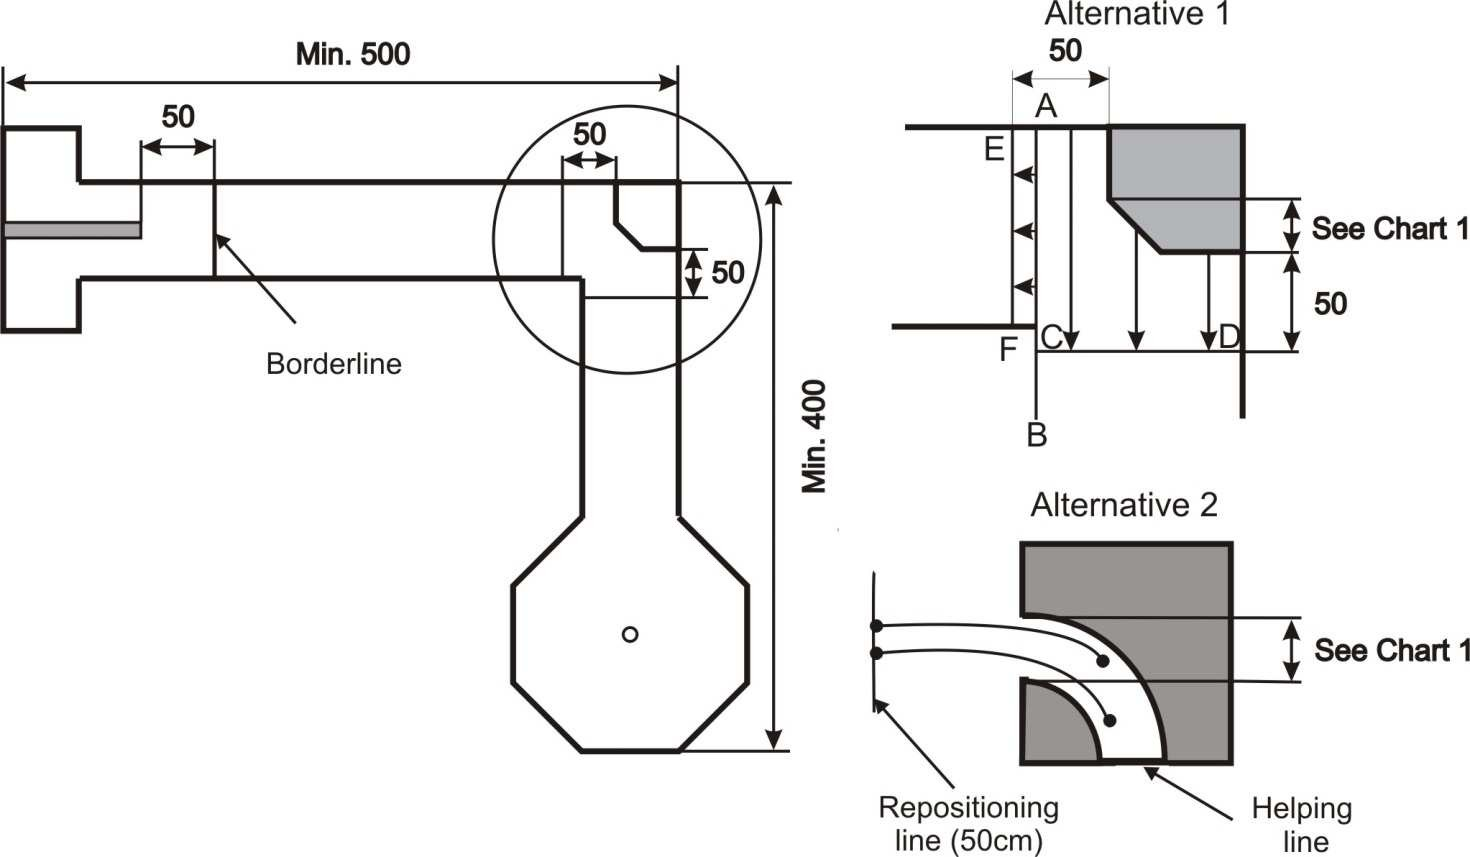 Min. 500
50
50
50
Min. 400
Borderline
Alternative 1
50
A
E
See Chart 1
50
C
D
F
B
Alternative 2
See Chart 1
Repositioning
line (50cm)
Helping
line